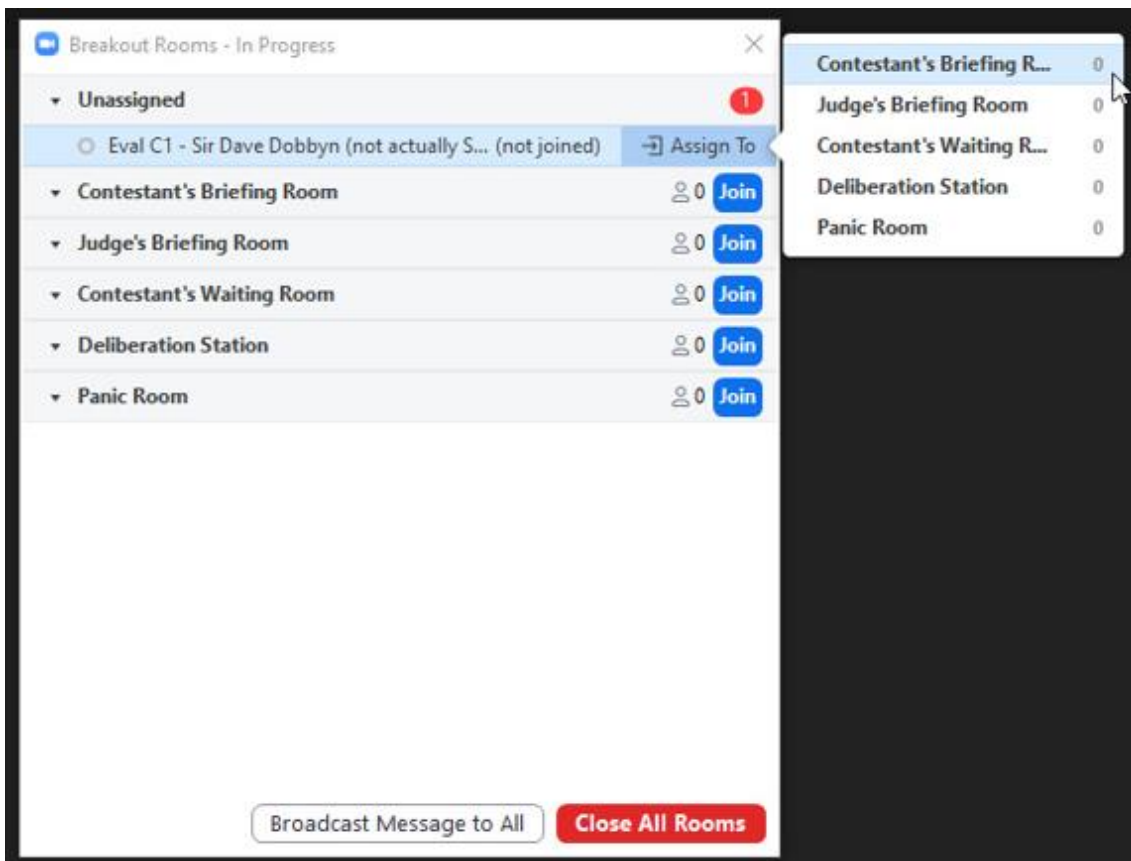 Breakout Rooms - In Progress
Unassigned 1
Eval C1 - Sir Dave Dobbyn (not actually S... (not joined) Assign To
Contestant's Briefing Room 0 Join
Judge's Briefing Room 0 Join
Contestant's Waiting Room 0 Join
Deliberation Station 0 Join
Panic Room 0 Join
Broadcast Message to All Close All Rooms
Contestant's Briefing R... 0
Judge's Briefing Room 0
Contestant's Waiting R... 0
Deliberation Station 0
Panic Room 0